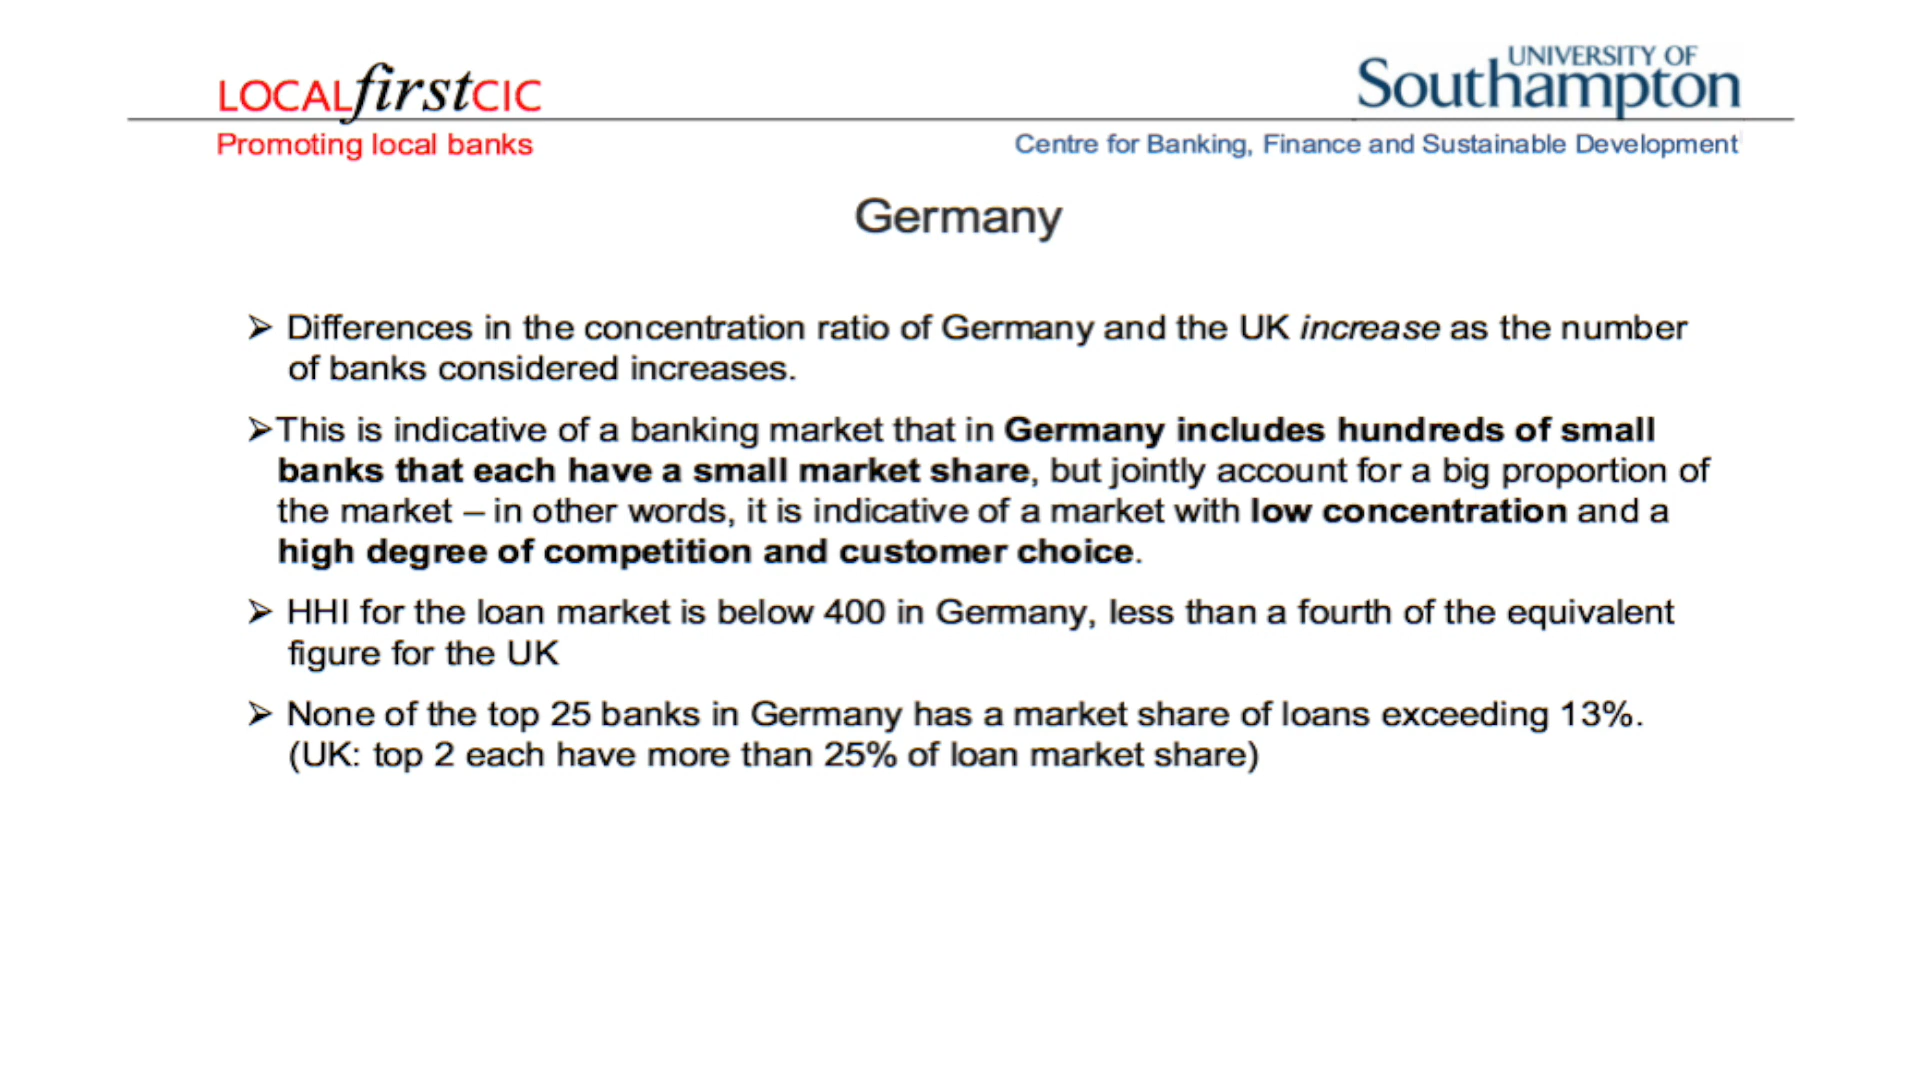 LOCALfirstCIC
Promoting local banks
UNIVERSITY OF
Southampton
Centre for Banking, Finance and Sustainable Development
Germany
➢ Differences in the concentration ratio of Germany and the UK increase as the number
of banks considered increases.
➢This is indicative of a banking market that in Germany includes hundreds of small
banks that each have a small market share, but jointly account for a big proportion of
the market – in other words, it is indicative of a market with low concentration and a
high degree of competition and customer choice.
➢ HHI for the loan market is below 400 in Germany, less than a fourth of the equivalent
figure for the UK
➢ None of the top 25 banks in Germany has a market share of loans exceeding 13%.
(UK: top 2 each have more than 25% of loan market share)